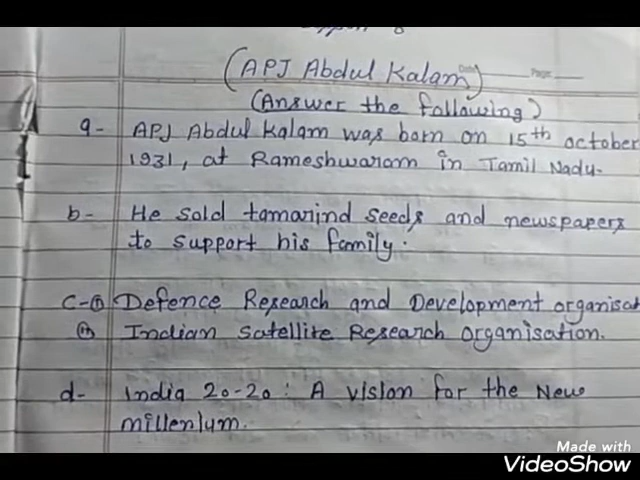 (APJ Abdul Kalam)
Page:
(Answer the following)
a- APJ Abdul Kalam was born on 15th october
1931, at Rameshwaram in Tamil Nadu.
b- He sold tamarind seeds and newspapers
to support his family.
c-(i) Defence Research and Development organisat
(ii) Indian Satellite Research organisation.
d- India 20-20: A vision for the New
millenium.
Made with
VideoShow